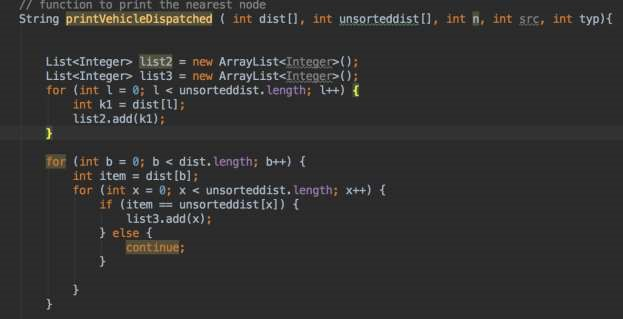 // function to print the nearest node
String printVehicleDispatched ( int dist[], int unsorteddist[], int n, int src, int typ){
List<Integer> list2 = new ArrayList<Integer>();
List<Integer> list3 = new ArrayList<Integer>();
for (int l = 0; l < unsorteddist.length; l++) {
int k1 = dist[l];
list2.add(k1);
}
for (int b = 0; b < dist.length; b++) {
int item = dist[b];
for (int x = 0; x < unsorteddist.length; x++) {
if (item == unsorteddist[x]) {
list3.add(x);
} else {
continue;
}
}
}